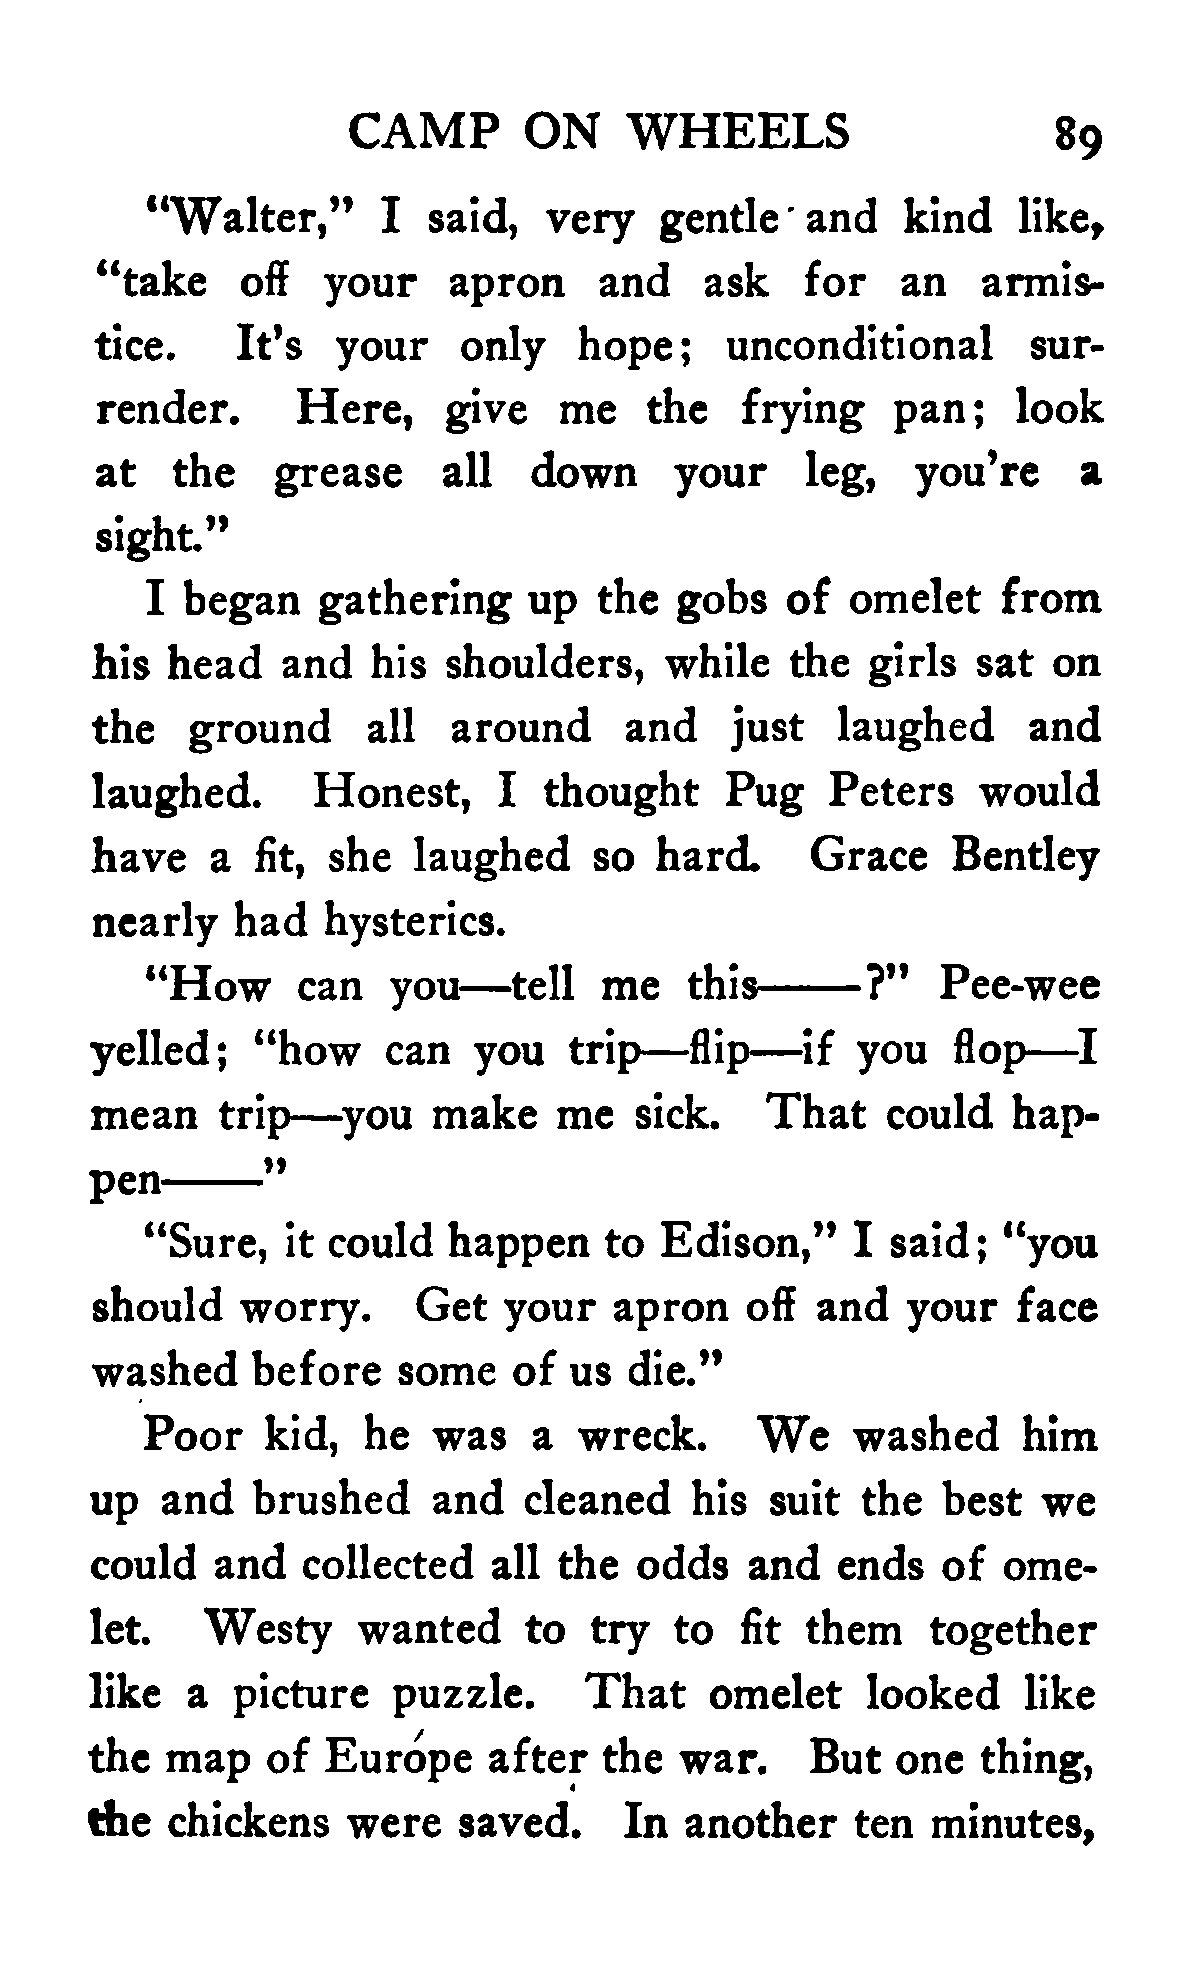 CAMP ON WHEELS 89
“Walter,” I said, very gentle and kind like,
“take off your apron and ask for an armis-
tice. It’s your only hope; unconditional sur-
render. Here, give me the frying pan; look
at the grease all down your leg, you’re a
sight.”
I began gathering up the gobs of omelet from
his head and his shoulders, while the girls sat on
the ground all around and just laughed and
laughed. Honest, I thought Pug Peters would
have a fit, she laughed so hard. Grace Bentley
nearly had hysterics.
“How can you—tell me this——?” Pee-wee
yelled; “how can you trip—flip—if you flop—I
mean trip—you make me sick. That could hap-
pen——”
“Sure, it could happen to Edison,” I said; “you
should worry. Get your apron off and your face
washed before some of us die.”
Poor kid, he was a wreck. We washed him
up and brushed and cleaned his suit the best we
could and collected all the odds and ends of ome-
let. Westy wanted to try to fit them together
like a picture puzzle. That omelet looked like
the map of Europe after the war. But one thing,
the chickens were saved. In another ten minutes,